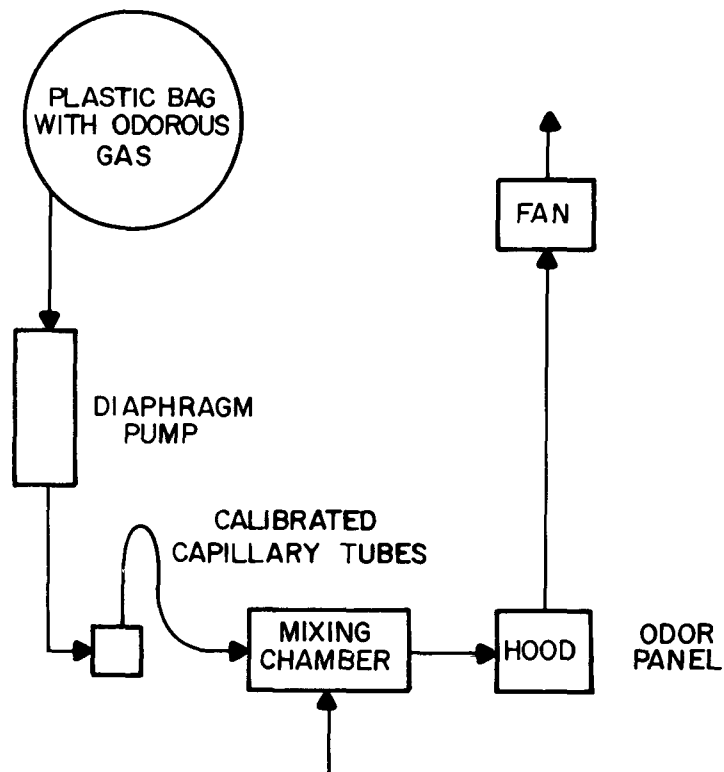 PLASTIC BAG
WITH ODOROUS
GAS
FAN
DIAPHRAGM
PUMP
CALIBRATED
CAPILLARY TUBES
MIXING
CHAMBER
HOOD
ODOR
PANEL